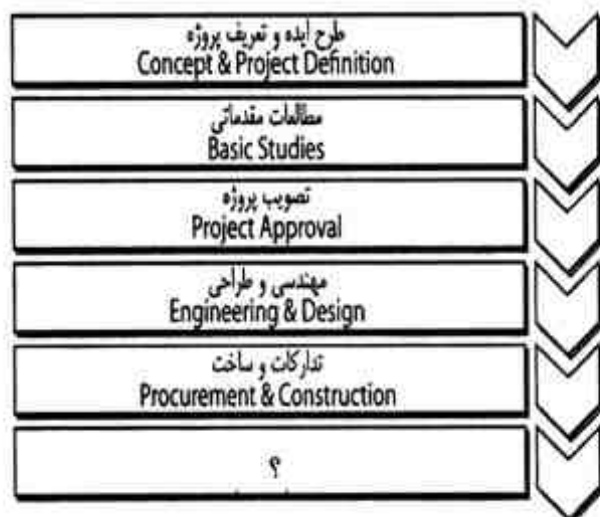 طرح ایده و تعریف پروژه
Concept & Project Definition
مطالعات مقدماتی
Basic Studies
تصویب پروژه
Project Approval
مهندسی و طراحی
Engineering & Design
تدارکات و ساخت
Procurement & Construction
؟